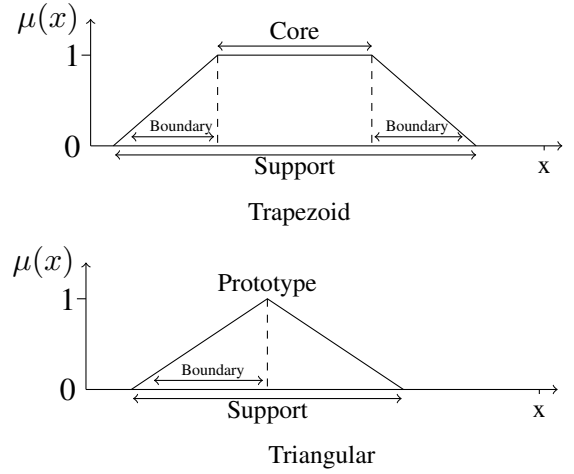 μ(x)
Core
1
Boundary Boundary
0
Support x
Trapezoid
μ(x)
Prototype
1
Boundary
0
Support x
Triangular